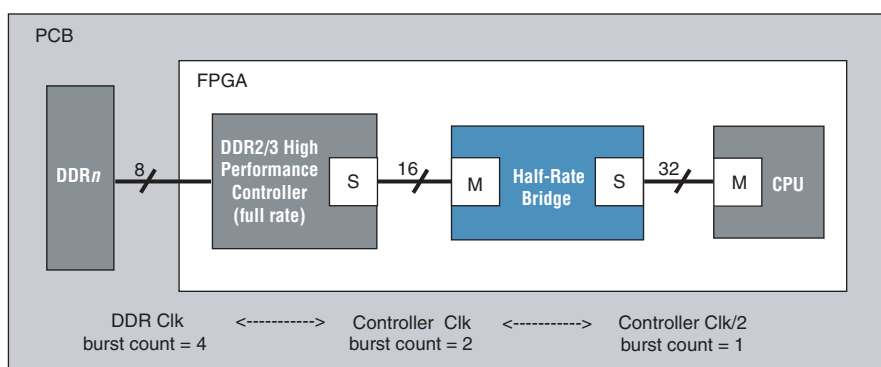 PCB
FPGA
DDRn
8
DDR2/3 High
Performance
Controller
(full rate)
S
16
M
Half-Rate
Bridge
S
32
M
CPU
DDR Clk <-----------> Controller Clk <-----------> Controller Clk/2
burst count = 4 burst count = 2 burst count = 1